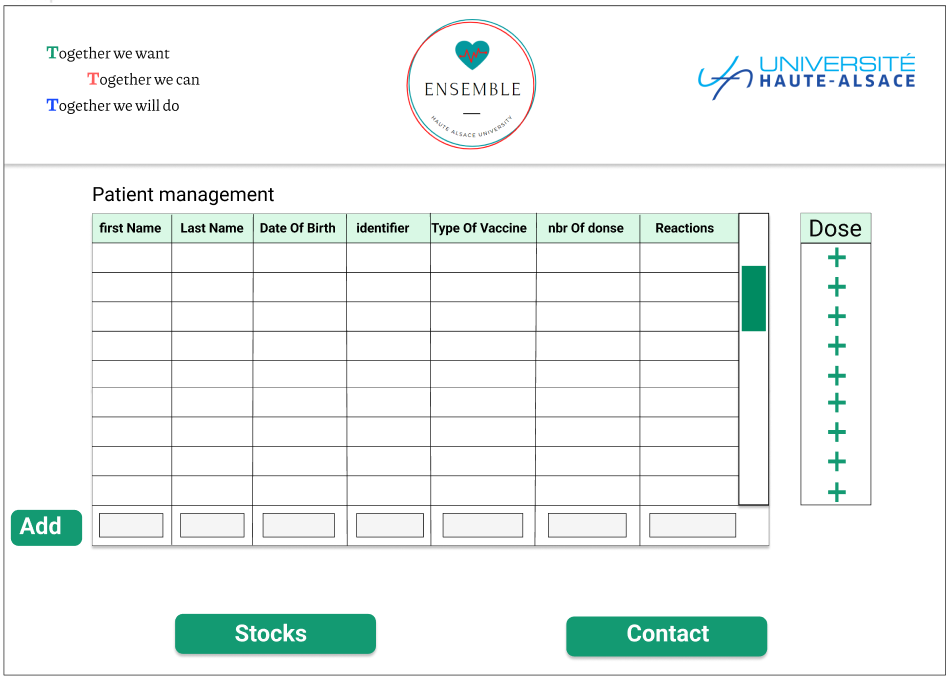 Together we want
Together we can
Together we will do
ENSEMBLE
HAUTE ALSACE UNIVERSITY
UNIVERSITÉ
HAUTE-ALSACE
Patient management
first Name Last Name Date Of Birth identifier Type Of Vaccine nbr Of donse Reactions
Dose
+
+
+
+
+
+
+
+
+
Add
Stocks Contact